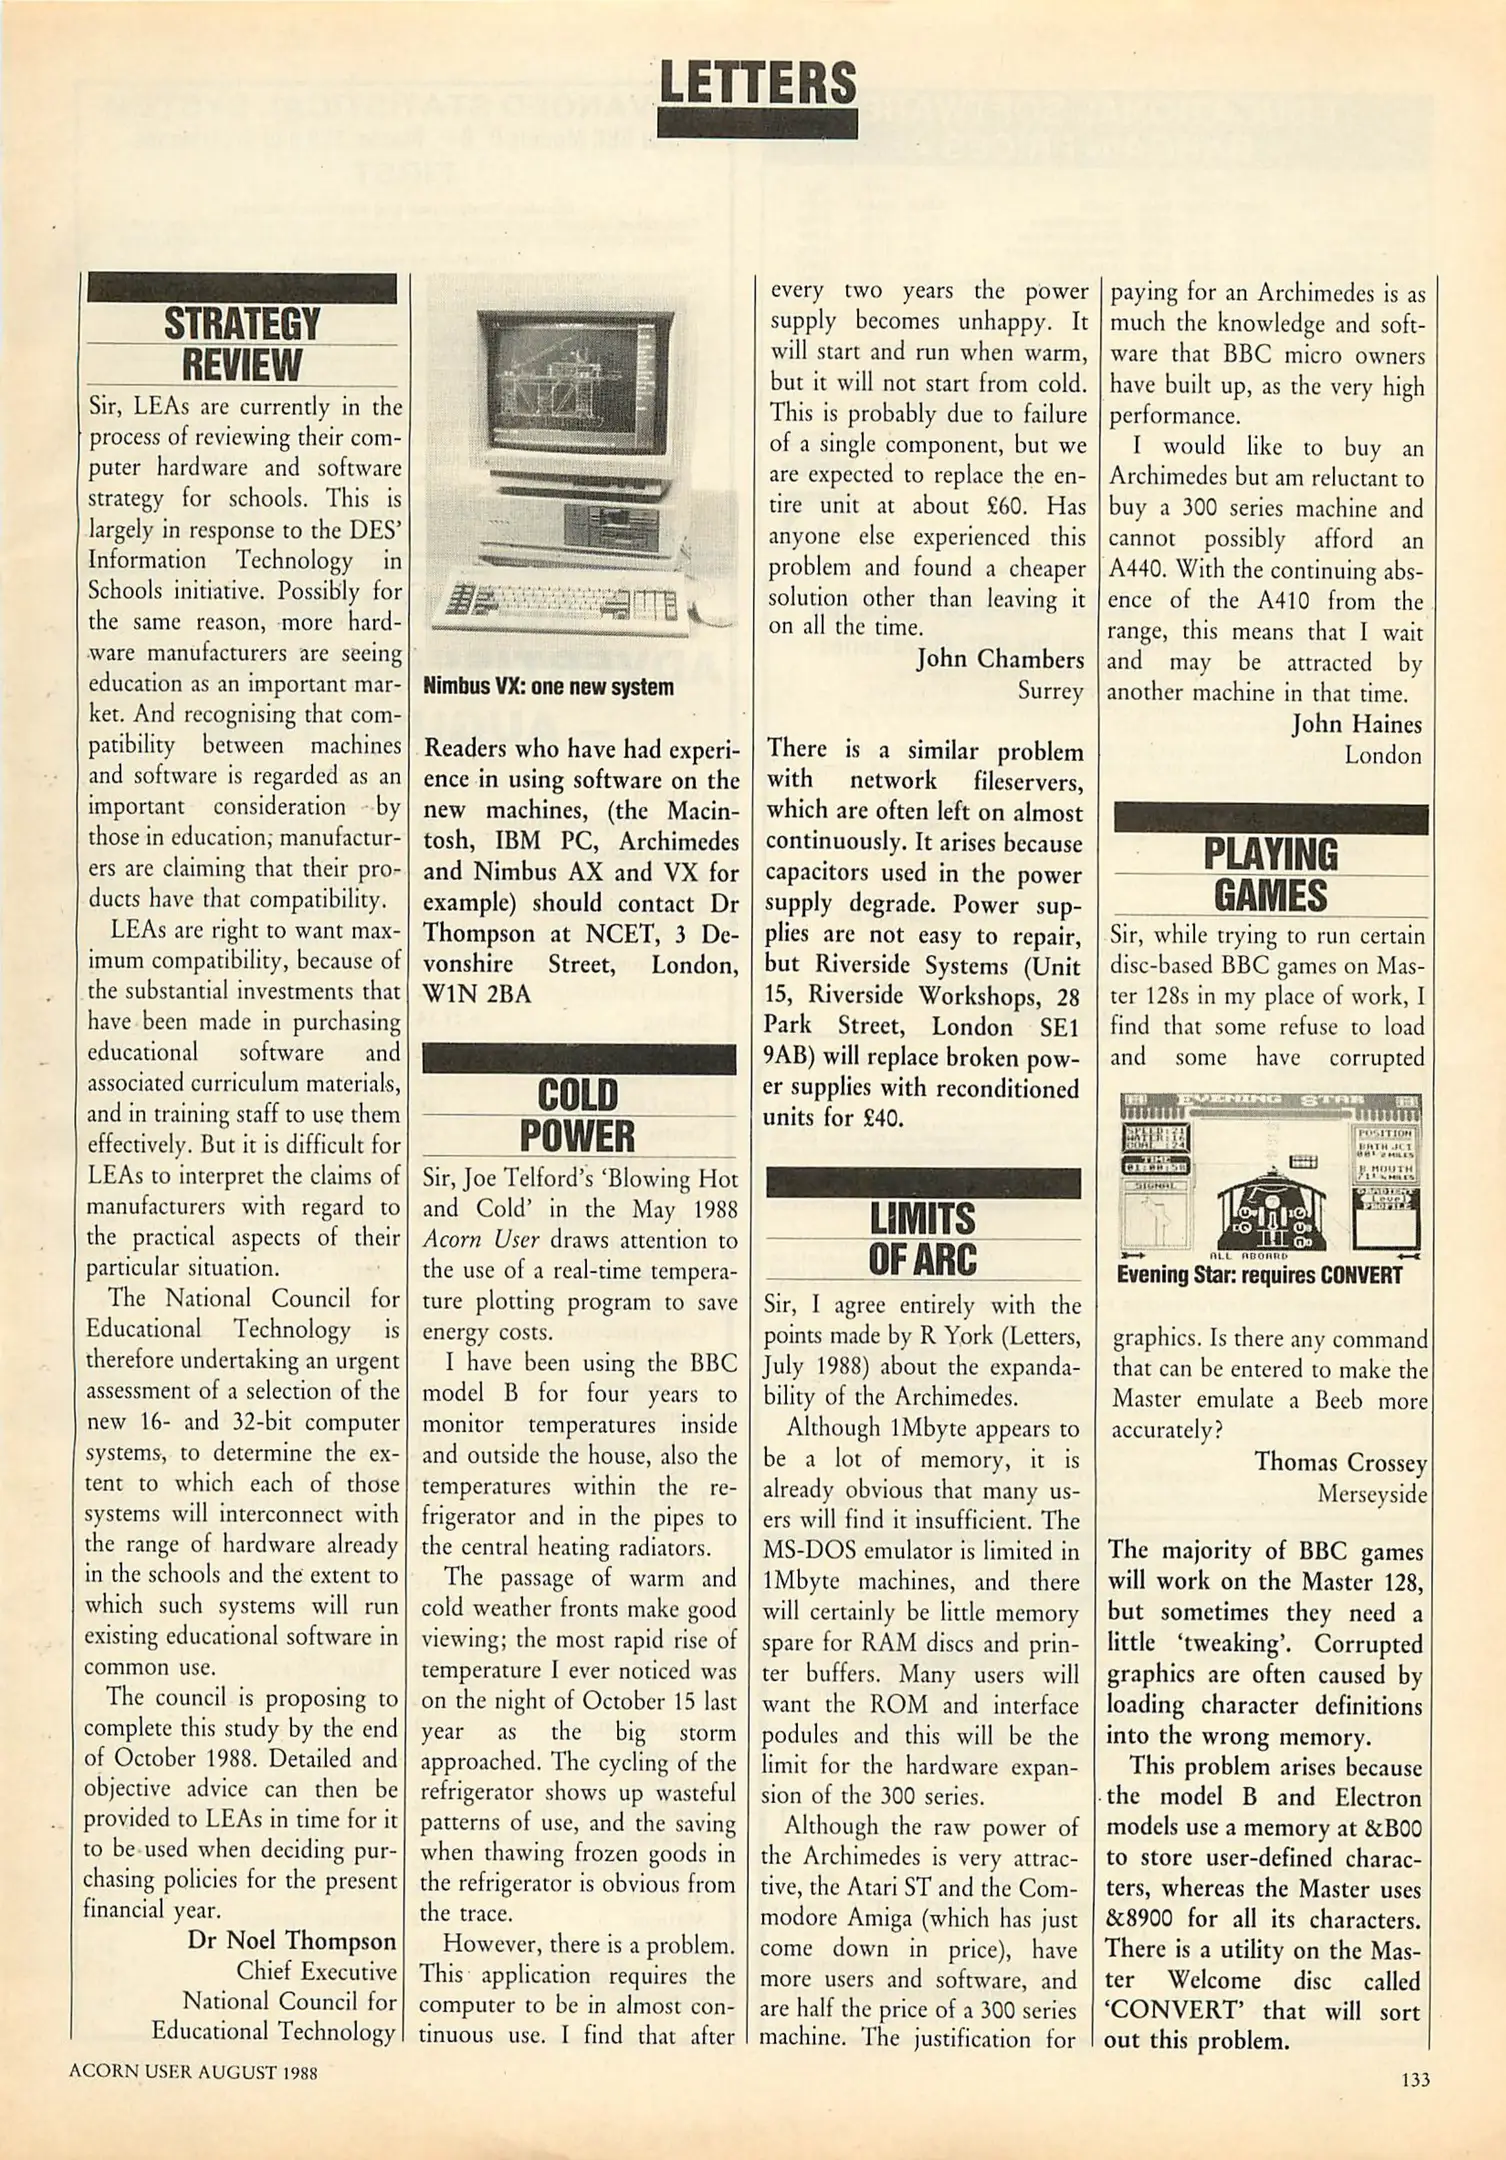 LETTERS
STRATEGY
REVIEW
Sir, LEAs are currently in the
process of reviewing their com-
puter hardware and software
strategy for schools. This is
largely in response to the DES'
Information Technology in
Schools initiative. Possibly for
the same reason, more hard-
ware manufacturers are seeing
education as an important mar-
ket. And recognising that com-
patibility between machines
and software is regarded as an
important consideration by
those in education, manufactur-
ers are claiming that their pro-
ducts have that compatibility.
LEAs are right to want max-
imum compatibility, because of
the substantial investments that
have been made in purchasing
educational software and
associated curriculum materials,
and in training staff to use them
effectively. But it is difficult for
LEAs to interpret the claims of
manufacturers with regard to
the practical aspects of their
particular situation.
The National Council for
Educational Technology is
therefore undertaking an urgent
assessment of a selection of the
new 16- and 32-bit computer
systems, to determine the ex-
tent to which each of those
systems will interconnect with
the range of hardware already
in the schools and the extent to
which such systems will run
existing educational software in
common use.
The council is proposing to
complete this study by the end
of October 1988. Detailed and
objective advice can then be
provided to LEAs in time for it
to be used when deciding pur-
chasing policies for the present
financial year.
Dr Noel Thompson
Chief Executive
National Council for
Educational Technology
Nimbus VX: one new system
Readers who have had experi-
ence in using software on the
new machines, (the Macin-
tosh, IBM PC, Archimedes
and Nimbus AX and VX for
example) should contact Dr
Thompson at NCET, 3 De-
vonshire Street, London,
W1N 2BA
COLD
POWER
Sir, Joe Telford's 'Blowing Hot
and Cold' in the May 1988
Acorn User draws attention to
the use of a real-time tempera-
ture plotting program to save
energy costs.
I have been using the BBC
model B for four years to
monitor temperatures inside
and outside the house, also the
temperatures within the re-
frigerator and in the pipes to
the central heating radiators.
The passage of warm and
cold weather fronts make good
viewing; the most rapid rise of
temperature I ever noticed was
on the night of October 15 last
year as the big storm
approached. The cycling of the
refrigerator shows up wasteful
patterns of use, and the saving
when thawing frozen goods in
the refrigerator is obvious from
the trace.
However, there is a problem.
This application requires the
computer to be in almost con-
tinuous use. I find that after
every two years the power
supply becomes unhappy. It
will start and run when warm,
but it will not start from cold.
This is probably due to failure
of a single component, but we
are expected to replace the en-
tire unit at about £60. Has
anyone else experienced this
problem and found a cheaper
solution other than leaving it
on all the time.
John Chambers
Surrey
There is a similar problem
with network fileservers,
which are often left on almost
continuously. It arises because
capacitors used in the power
supply degrade. Power sup-
plies are not easy to repair,
but Riverside Systems (Unit
15, Riverside Workshops, 28
Park Street, London SE1
9AB) will replace broken pow-
er supplies with reconditioned
units for £40.
LIMITS
OF ARC
Sir, I agree entirely with the
points made by R York (Letters,
July 1988) about the expanda-
bility of the Archimedes.
Although 1Mbyte appears to
be a lot of memory, it is
already obvious that many us-
ers will find it insufficient. The
MS-DOS emulator is limited in
1Mbyte machines, and there
will certainly be little memory
spare for RAM discs and prin-
ter buffers. Many users will
want the ROM and interface
podules and this will be the
limit for the hardware expan-
sion of the 300 series.
Although the raw power of
the Archimedes is very attrac-
tive, the Atari ST and the Com-
modore Amiga (which has just
come down in price), have
more users and software, and
are half the price of a 300 series
machine. The justification for
paying for an Archimedes is as
much the knowledge and soft-
ware that BBC micro owners
have built up, as the very high
performance.
I would like to buy an
Archimedes but am reluctant to
buy a 300 series machine and
cannot possibly afford an
A440. With the continuing abs-
ence of the A410 from the
range, this means that I wait
and may be attracted by
another machine in that time.
John Haines
London
PLAYING
GAMES
Sir, while trying to run certain
disc-based BBC games on Mas-
ter 128s in my place of work, I
find that some refuse to load
and some have corrupted
EVENING STAR
SPEED:21
WATER:16
COAL :24
TIME
01:00:58
SIGNAL
POSITION
BATH JCT
B MOUTH
GRADIENT
Level
PROFILE
ALL ABOARD
Evening Star: requires CONVERT
graphics. Is there any command
that can be entered to make the
Master emulate a Beeb more
accurately?
Thomas Crossey
Merseyside
The majority of BBC games
will work on the Master 128,
but sometimes they need a
little 'tweaking'. Corrupted
graphics are often caused by
loading character definitions
into the wrong memory.
This problem arises because
the model B and Electron
models use a memory at &B00
to store user-defined charac-
ters, whereas the Master uses
&8900 for all its characters.
There is a utility on the Mas-
ter Welcome disc called
'CONVERT' that will sort
out this problem.
ACORN USER AUGUST 1988
133